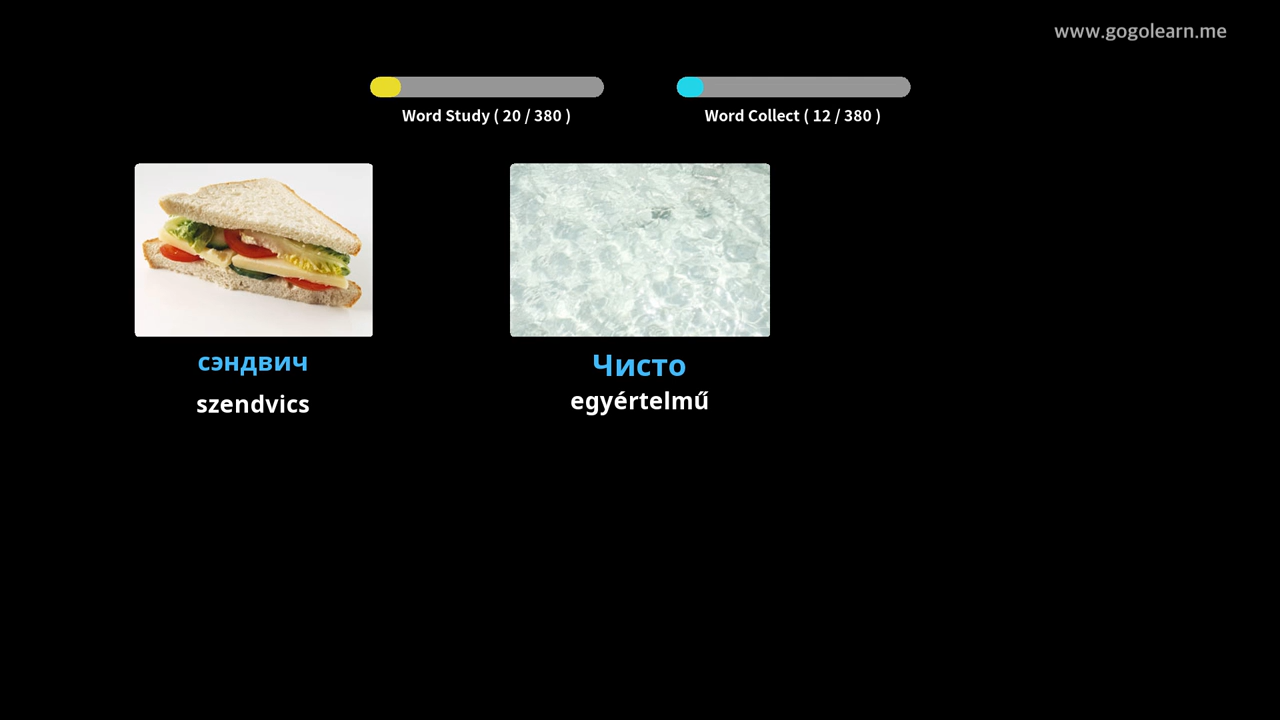 www.gogolearn.me
Word Study ( 20 / 380 )
Word Collect ( 12 / 380 )
сэндвич
szendvics
Чисто
egyértelmű